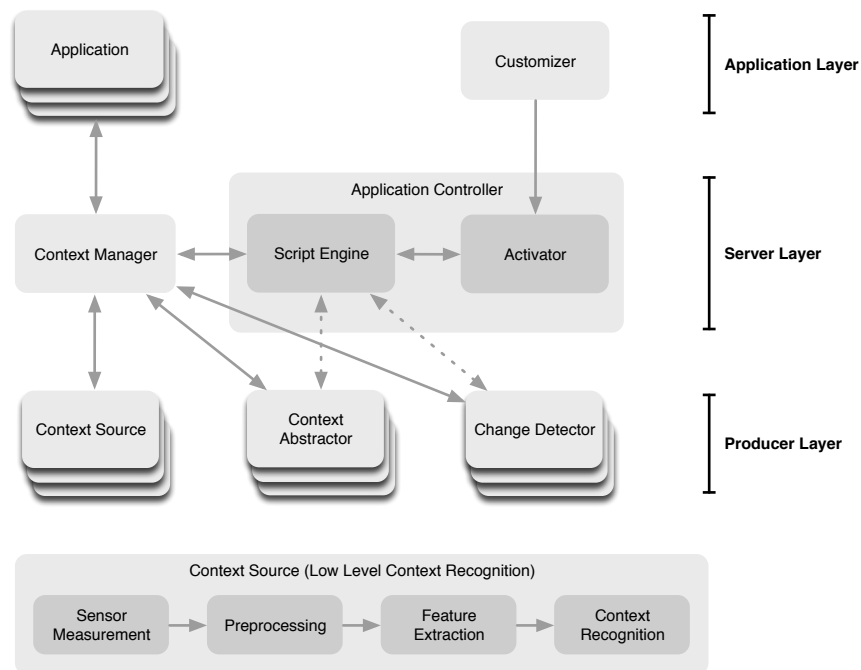 Application
Customizer
Application Layer
Application Controller
Context Manager
Script Engine
Activator
Server Layer
Context Source
Context
Abstractor
Change Detector
Producer Layer
Context Source (Low Level Context Recognition)
Sensor
Measurement
Preprocessing
Feature
Extraction
Context
Recognition